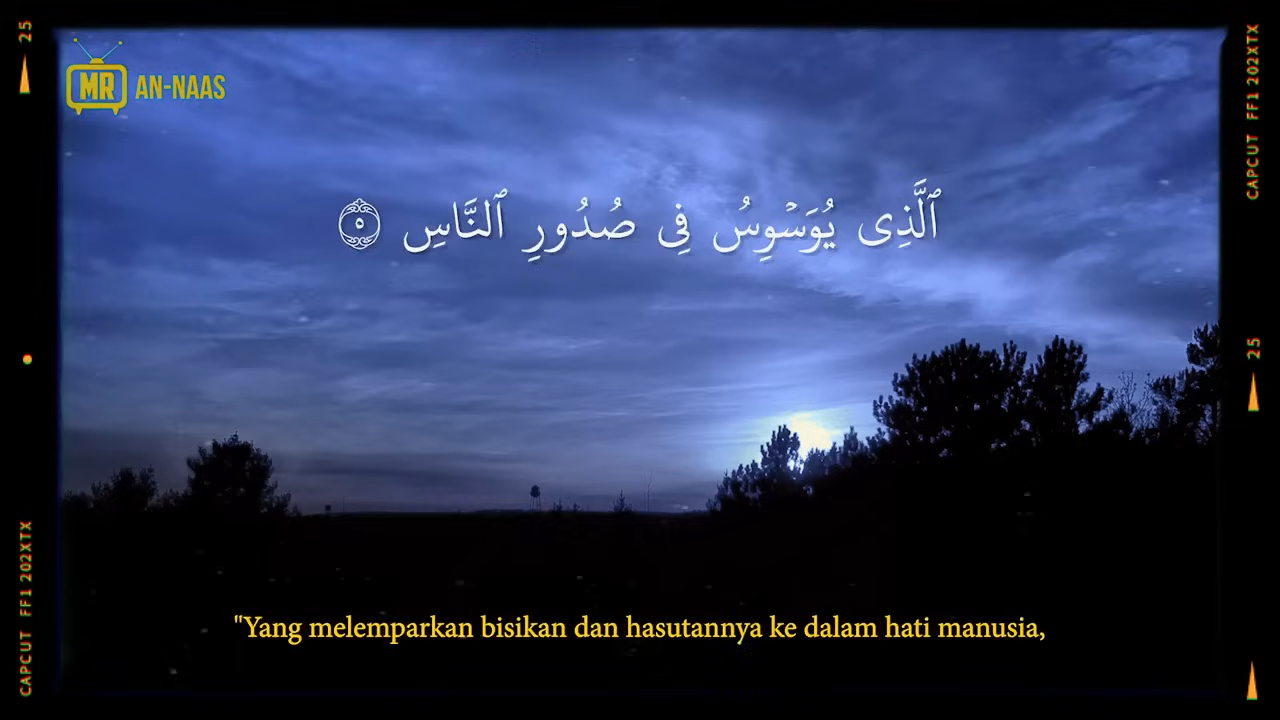 25
CAPCUT FF1 202XTX
MR AN-NAAS
ٱلَّذِى يُوَسْوِسُ فِى صُدُورِ ٱلنَّاسِ ٥
25
"Yang melemparkan bisikan dan hasutannya ke dalam hati manusia,
CAPCUT FF1 202XTX